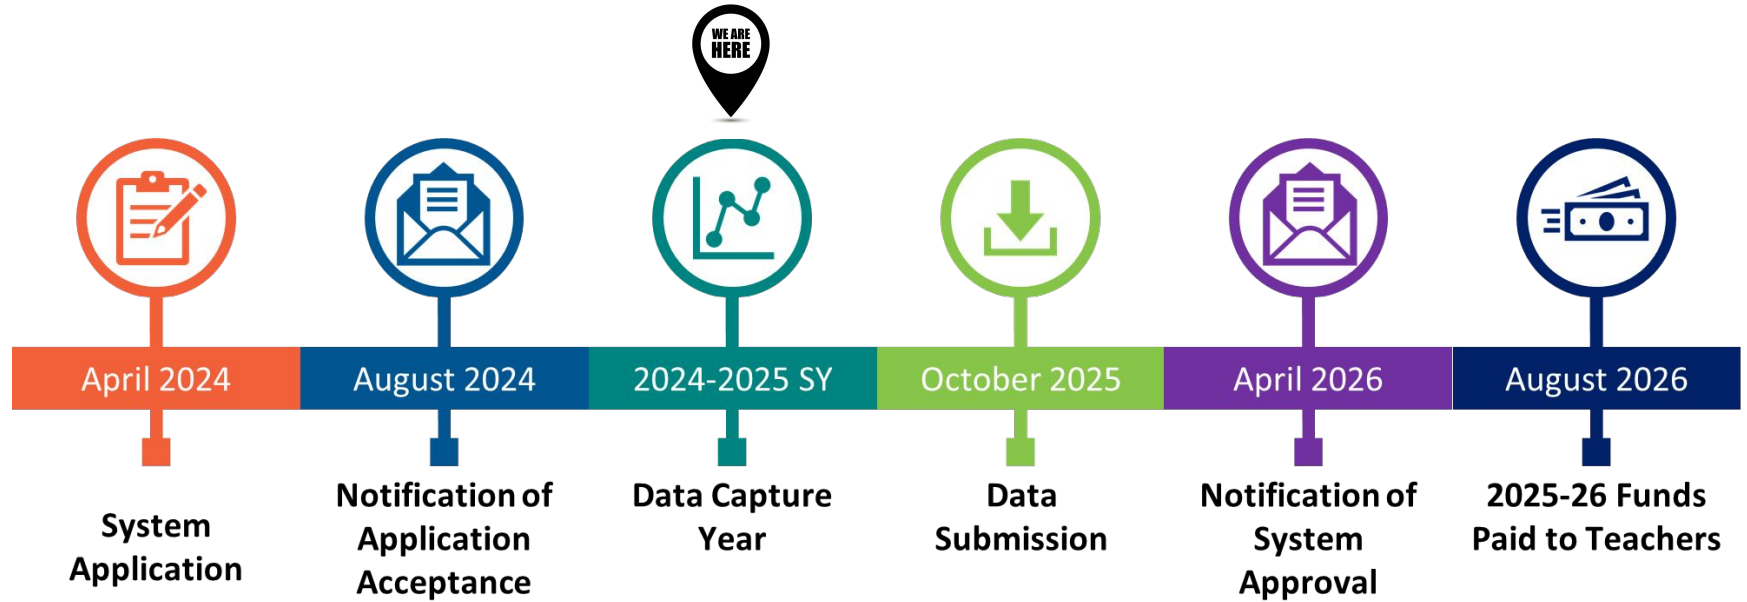 WE ARE
HERE
April 2024
August 2024
2024-2025 SY
October 2025
April 2026
August 2026
System
Application
Notification of
Application
Acceptance
Data Capture
Year
Data
Submission
Notification of
System
Approval
2025-26 Funds
Paid to Teachers